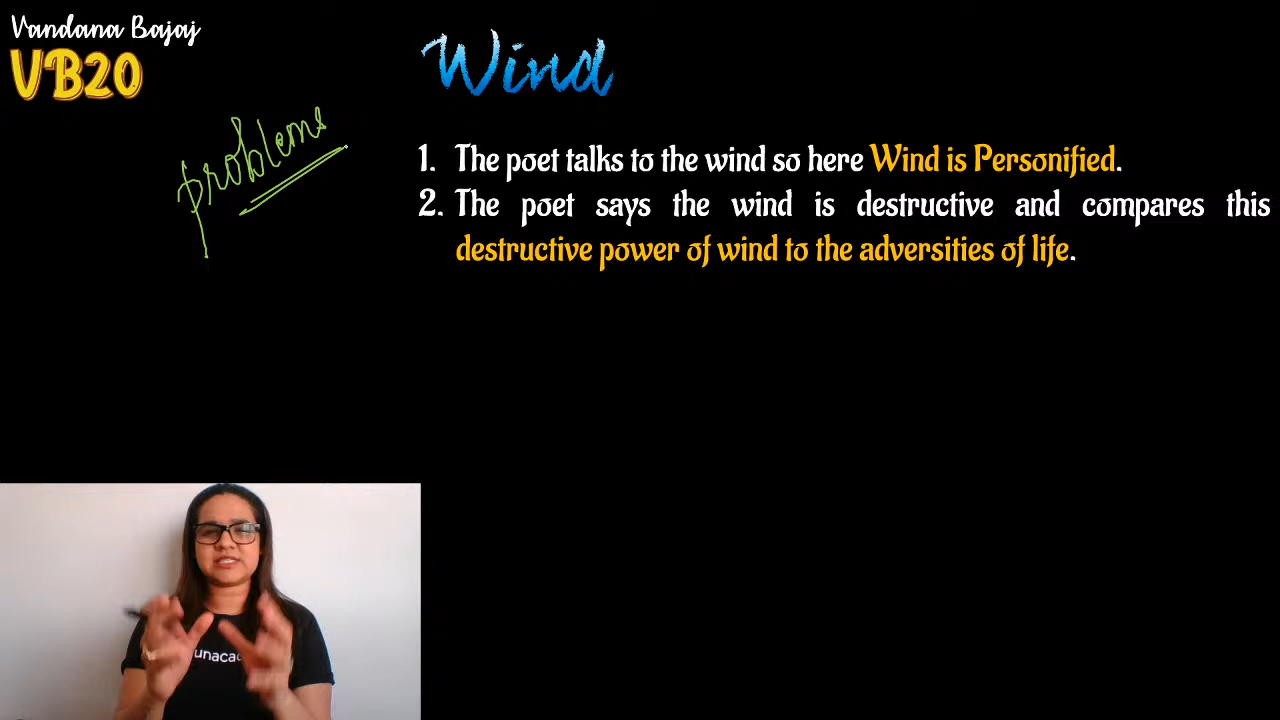 Vandana Bajaj
VB20
Wind
problems
1. The poet talks to the wind so here Wind is Personified.
2. The poet says the wind is destructive and compares this
destructive power of wind to the adversities of life.
unaca